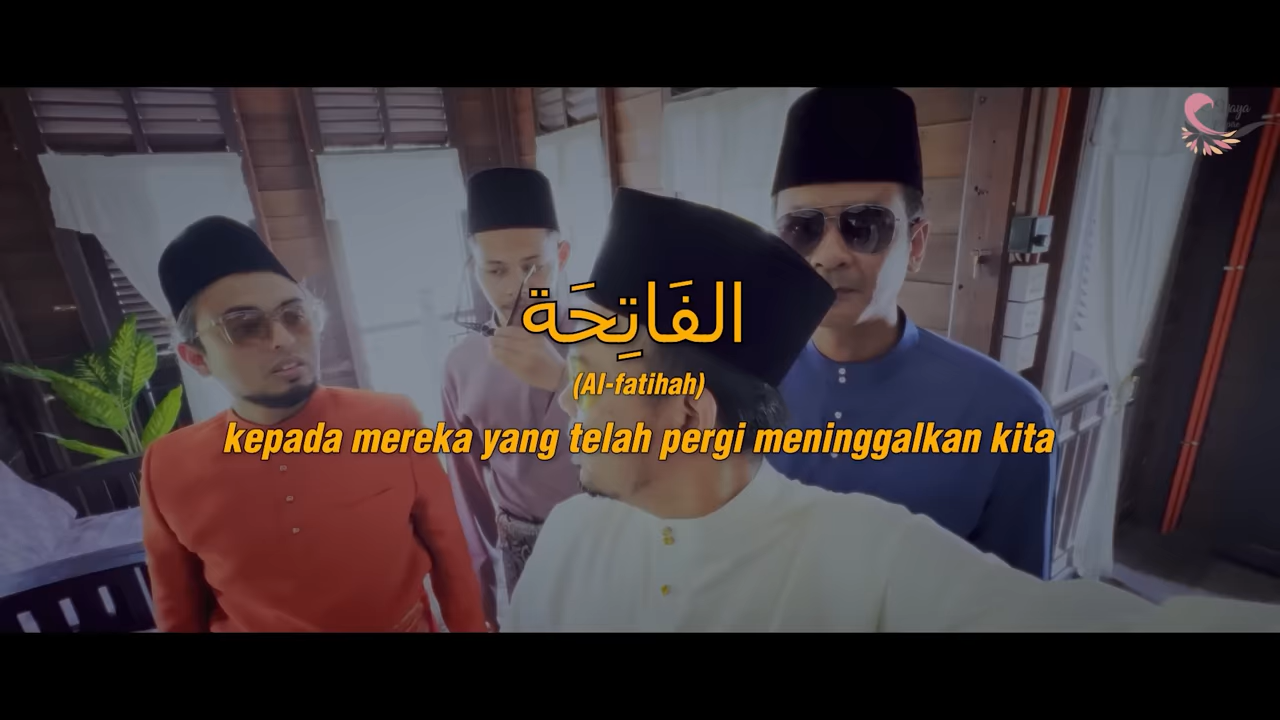 الفَاتِحَة
(Al-fatihah)
kepada mereka yang telah pergi meninggalkan kita